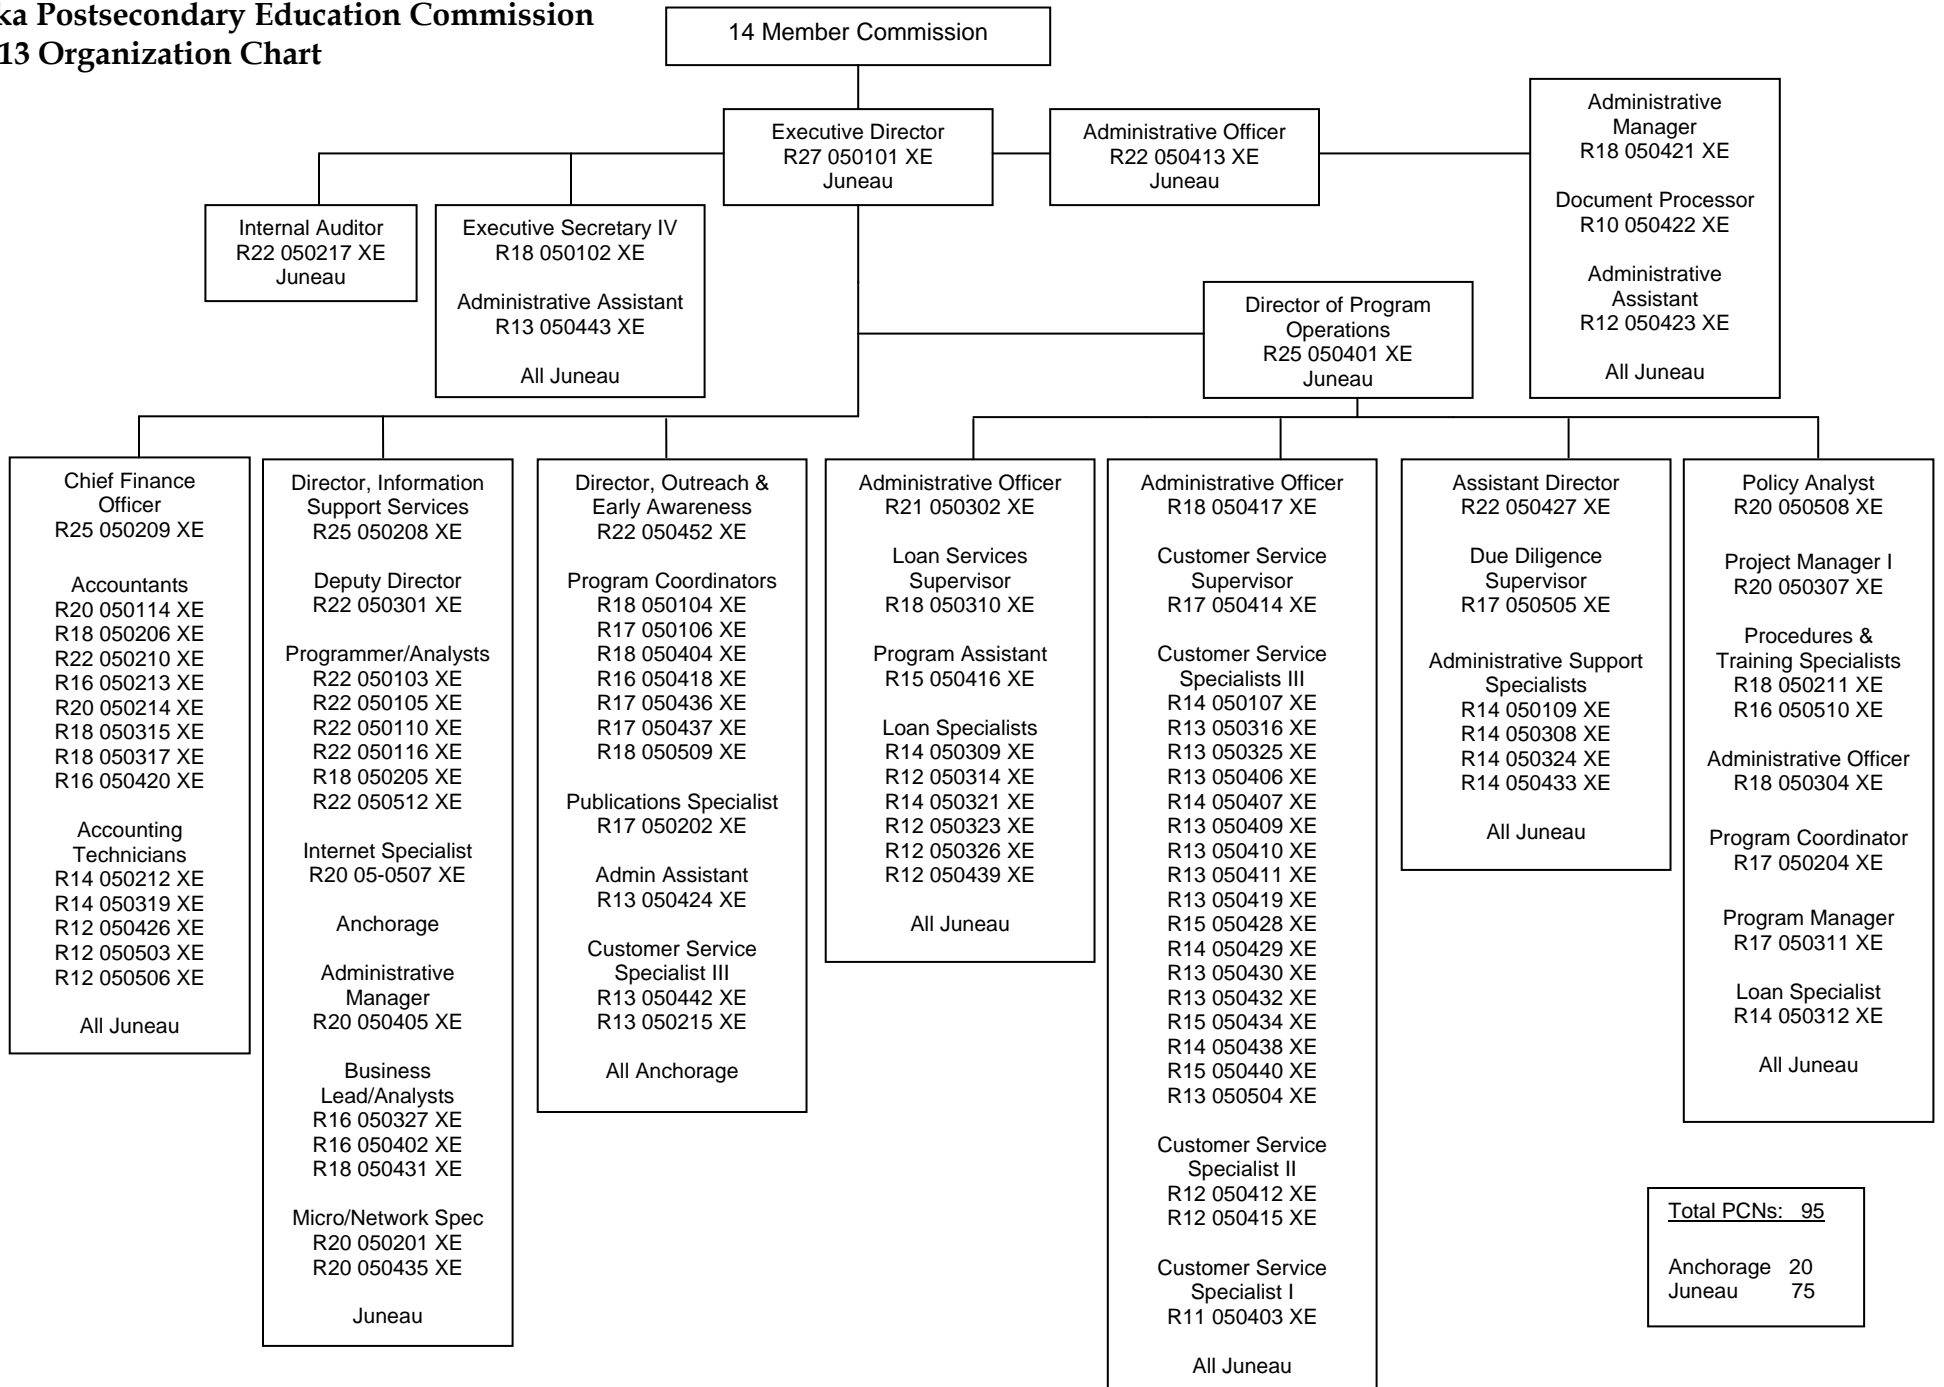 ka Postsecondary Education Commission
13 Organization Chart
14 Member Commission
Executive Director
R27 050101 XE
Juneau
Administrative Officer
R22 050413 XE
Juneau
Administrative
Manager
R18 050421 XE
Document Processor
R10 050422 XE
Administrative
Assistant
R12 050423 XE
All Juneau
Internal Auditor
R22 050217 XE
Juneau
Executive Secretary IV
R18 050102 XE
Administrative Assistant
R13 050443 XE
All Juneau
Director of Program
Operations
R25 050401 XE
Juneau
Chief Finance
Officer
R25 050209 XE
Accountants
R20 050114 XE
R18 050206 XE
R22 050210 XE
R16 050213 XE
R20 050214 XE
R18 050315 XE
R18 050317 XE
R16 050420 XE
Accounting
Technicians
R14 050212 XE
R14 050319 XE
R12 050426 XE
R12 050503 XE
R12 050506 XE
All Juneau
Director, Information
Support Services
R25 050208 XE
Deputy Director
R22 050301 XE
Programmer/Analysts
R22 050103 XE
R22 050105 XE
R22 050110 XE
R22 050116 XE
R18 050205 XE
R22 050512 XE
Internet Specialist
R20 05-0507 XE
Anchorage
Administrative
Manager
R20 050405 XE
Business
Lead/Analysts
R16 050327 XE
R16 050402 XE
R18 050431 XE
Micro/Network Spec
R20 050201 XE
R20 050435 XE
Juneau
Director, Outreach &
Early Awareness
R22 050452 XE
Program Coordinators
R18 050104 XE
R17 050106 XE
R18 050404 XE
R16 050418 XE
R17 050436 XE
R17 050437 XE
R18 050509 XE
Publications Specialist
R17 050202 XE
Admin Assistant
R13 050424 XE
Customer Service
Specialist III
R13 050442 XE
R13 050215 XE
All Anchorage
Administrative Officer
R21 050302 XE
Loan Services
Supervisor
R18 050310 XE
Program Assistant
R15 050416 XE
Loan Specialists
R14 050309 XE
R12 050314 XE
R14 050321 XE
R12 050323 XE
R12 050326 XE
R12 050439 XE
All Juneau
Administrative Officer
R18 050417 XE
Customer Service
Supervisor
R17 050414 XE
Customer Service
Specialists III
R14 050107 XE
R13 050316 XE
R13 050325 XE
R13 050406 XE
R14 050407 XE
R13 050409 XE
R13 050410 XE
R13 050411 XE
R13 050419 XE
R15 050428 XE
R14 050429 XE
R13 050430 XE
R13 050432 XE
R15 050434 XE
R14 050438 XE
R15 050440 XE
R13 050504 XE
Customer Service
Specialist II
R12 050412 XE
R12 050415 XE
Customer Service
Specialist I
R11 050403 XE
All Juneau
Assistant Director
R22 050427 XE
Due Diligence
Supervisor
R17 050505 XE
Administrative Support
Specialists
R14 050109 XE
R14 050308 XE
R14 050324 XE
R14 050433 XE
All Juneau
Policy Analyst
R20 050508 XE
Project Manager I
R20 050307 XE
Procedures &
Training Specialists
R18 050211 XE
R16 050510 XE
Administrative Officer
R18 050304 XE
Program Coordinator
R17 050204 XE
Program Manager
R17 050311 XE
Loan Specialist
R14 050312 XE
All Juneau
Total PCNs: 95
Anchorage 20
Juneau 75